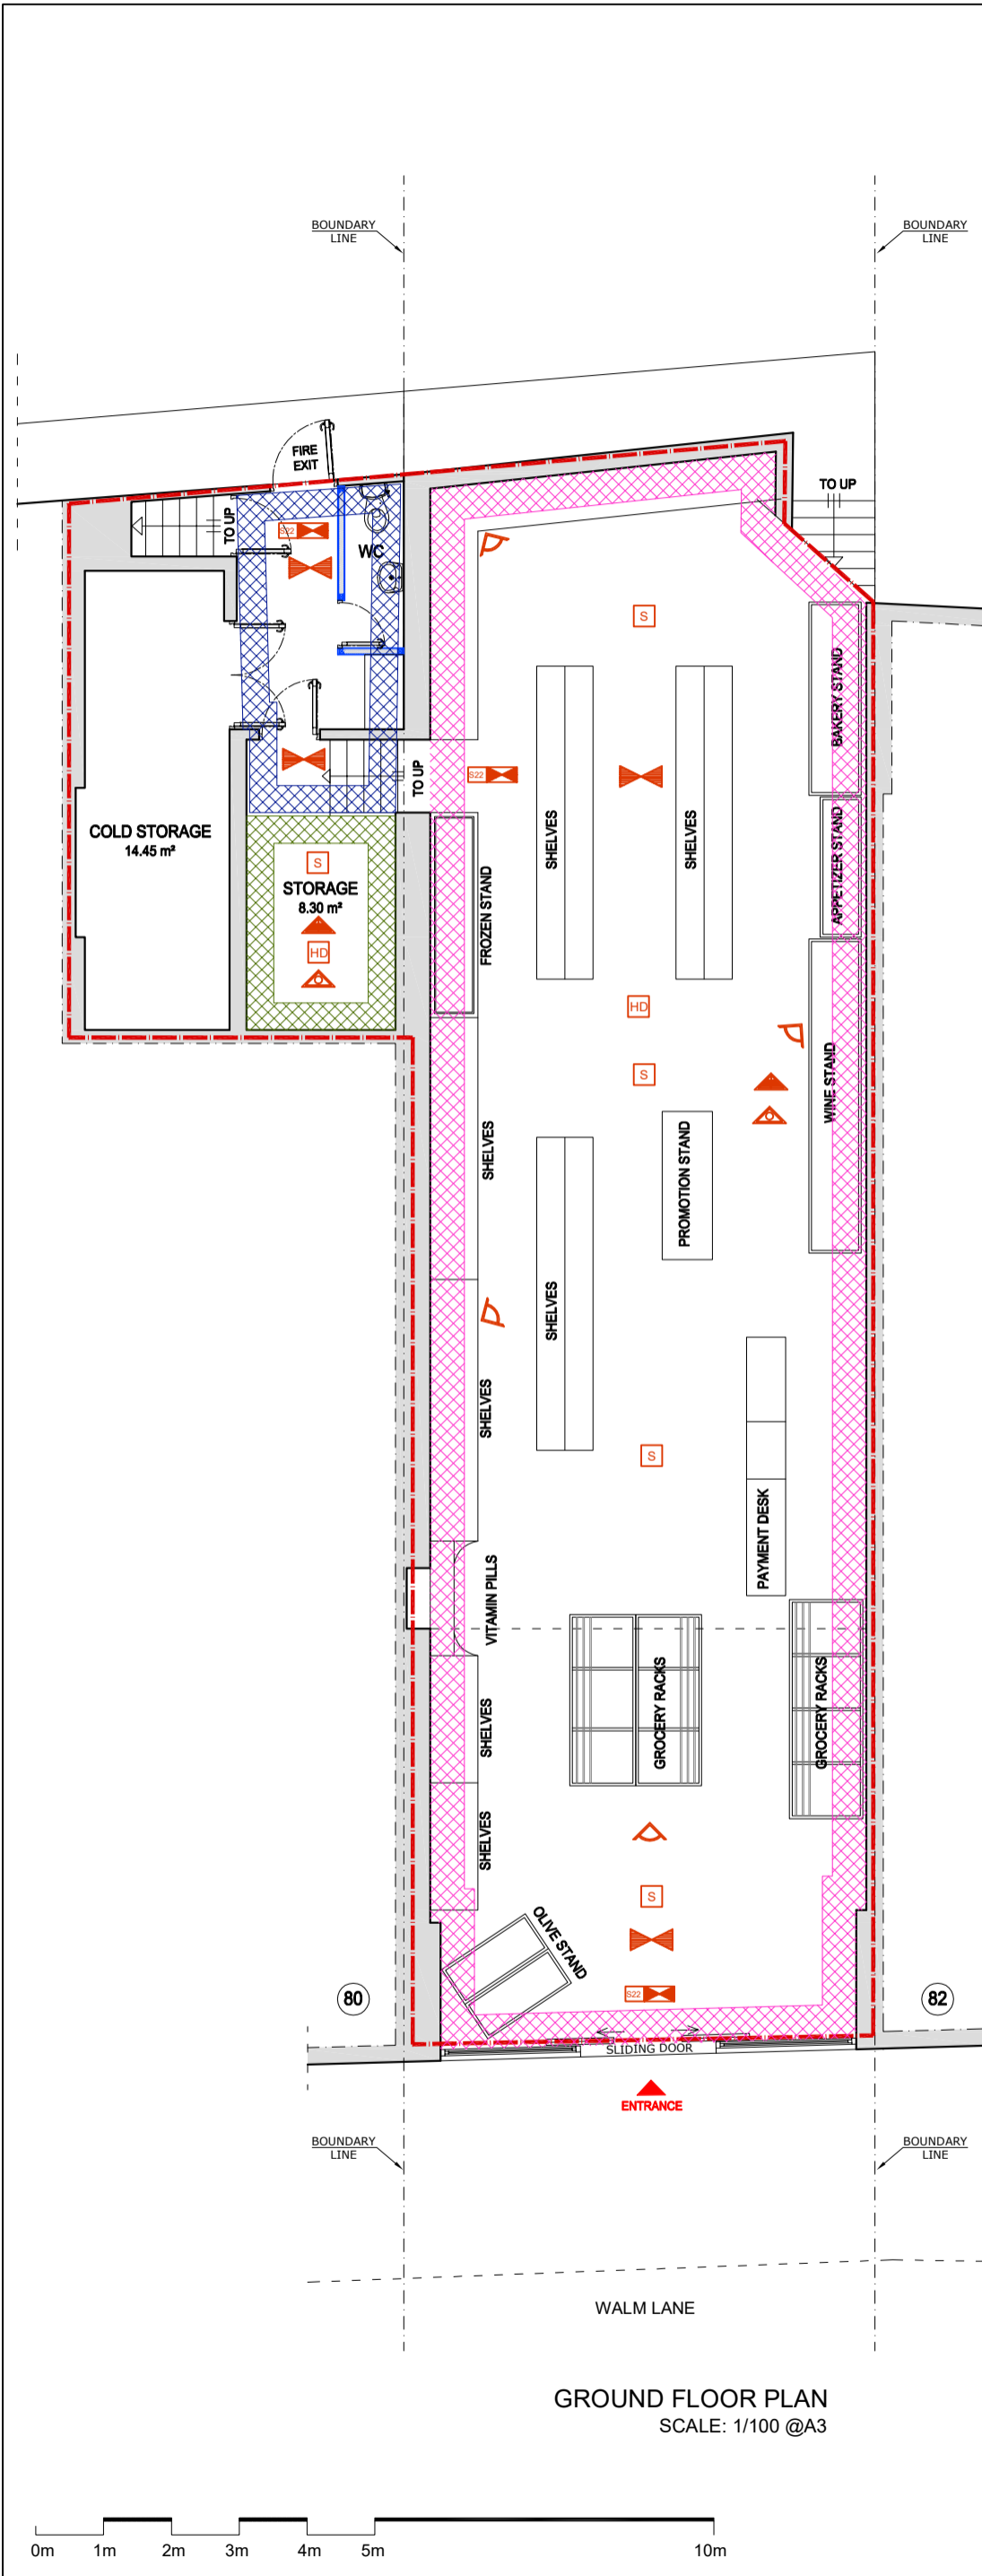 BOUNDARY
LINE
BOUNDARY
LINE
FIRE
EXIT
TO UP
TO UP
S22
WC
S
BAKERY STAND
TO UP
S22
SHELVES
SHELVES
COLD STORAGE
14.45 m²
S
STORAGE
8.30 m²
HD
FROZEN STAND
APPETIZER STAND
HD
S
WINE STAND
SHELVES
PROMOTION STAND
SHELVES
SHELVES
S
PAYMENT DESK
VITAMIN PILLS
GROCERY RACKS
GROCERY RACKS
SHELVES
SHELVES
S
OLIVE STAND
S22
80
82
SLIDING DOOR
ENTRANCE
BOUNDARY
LINE
BOUNDARY
LINE
WALM LANE
GROUND FLOOR PLAN
SCALE: 1/100 @A3
0m 1m 2m 3m 4m 5m 10m